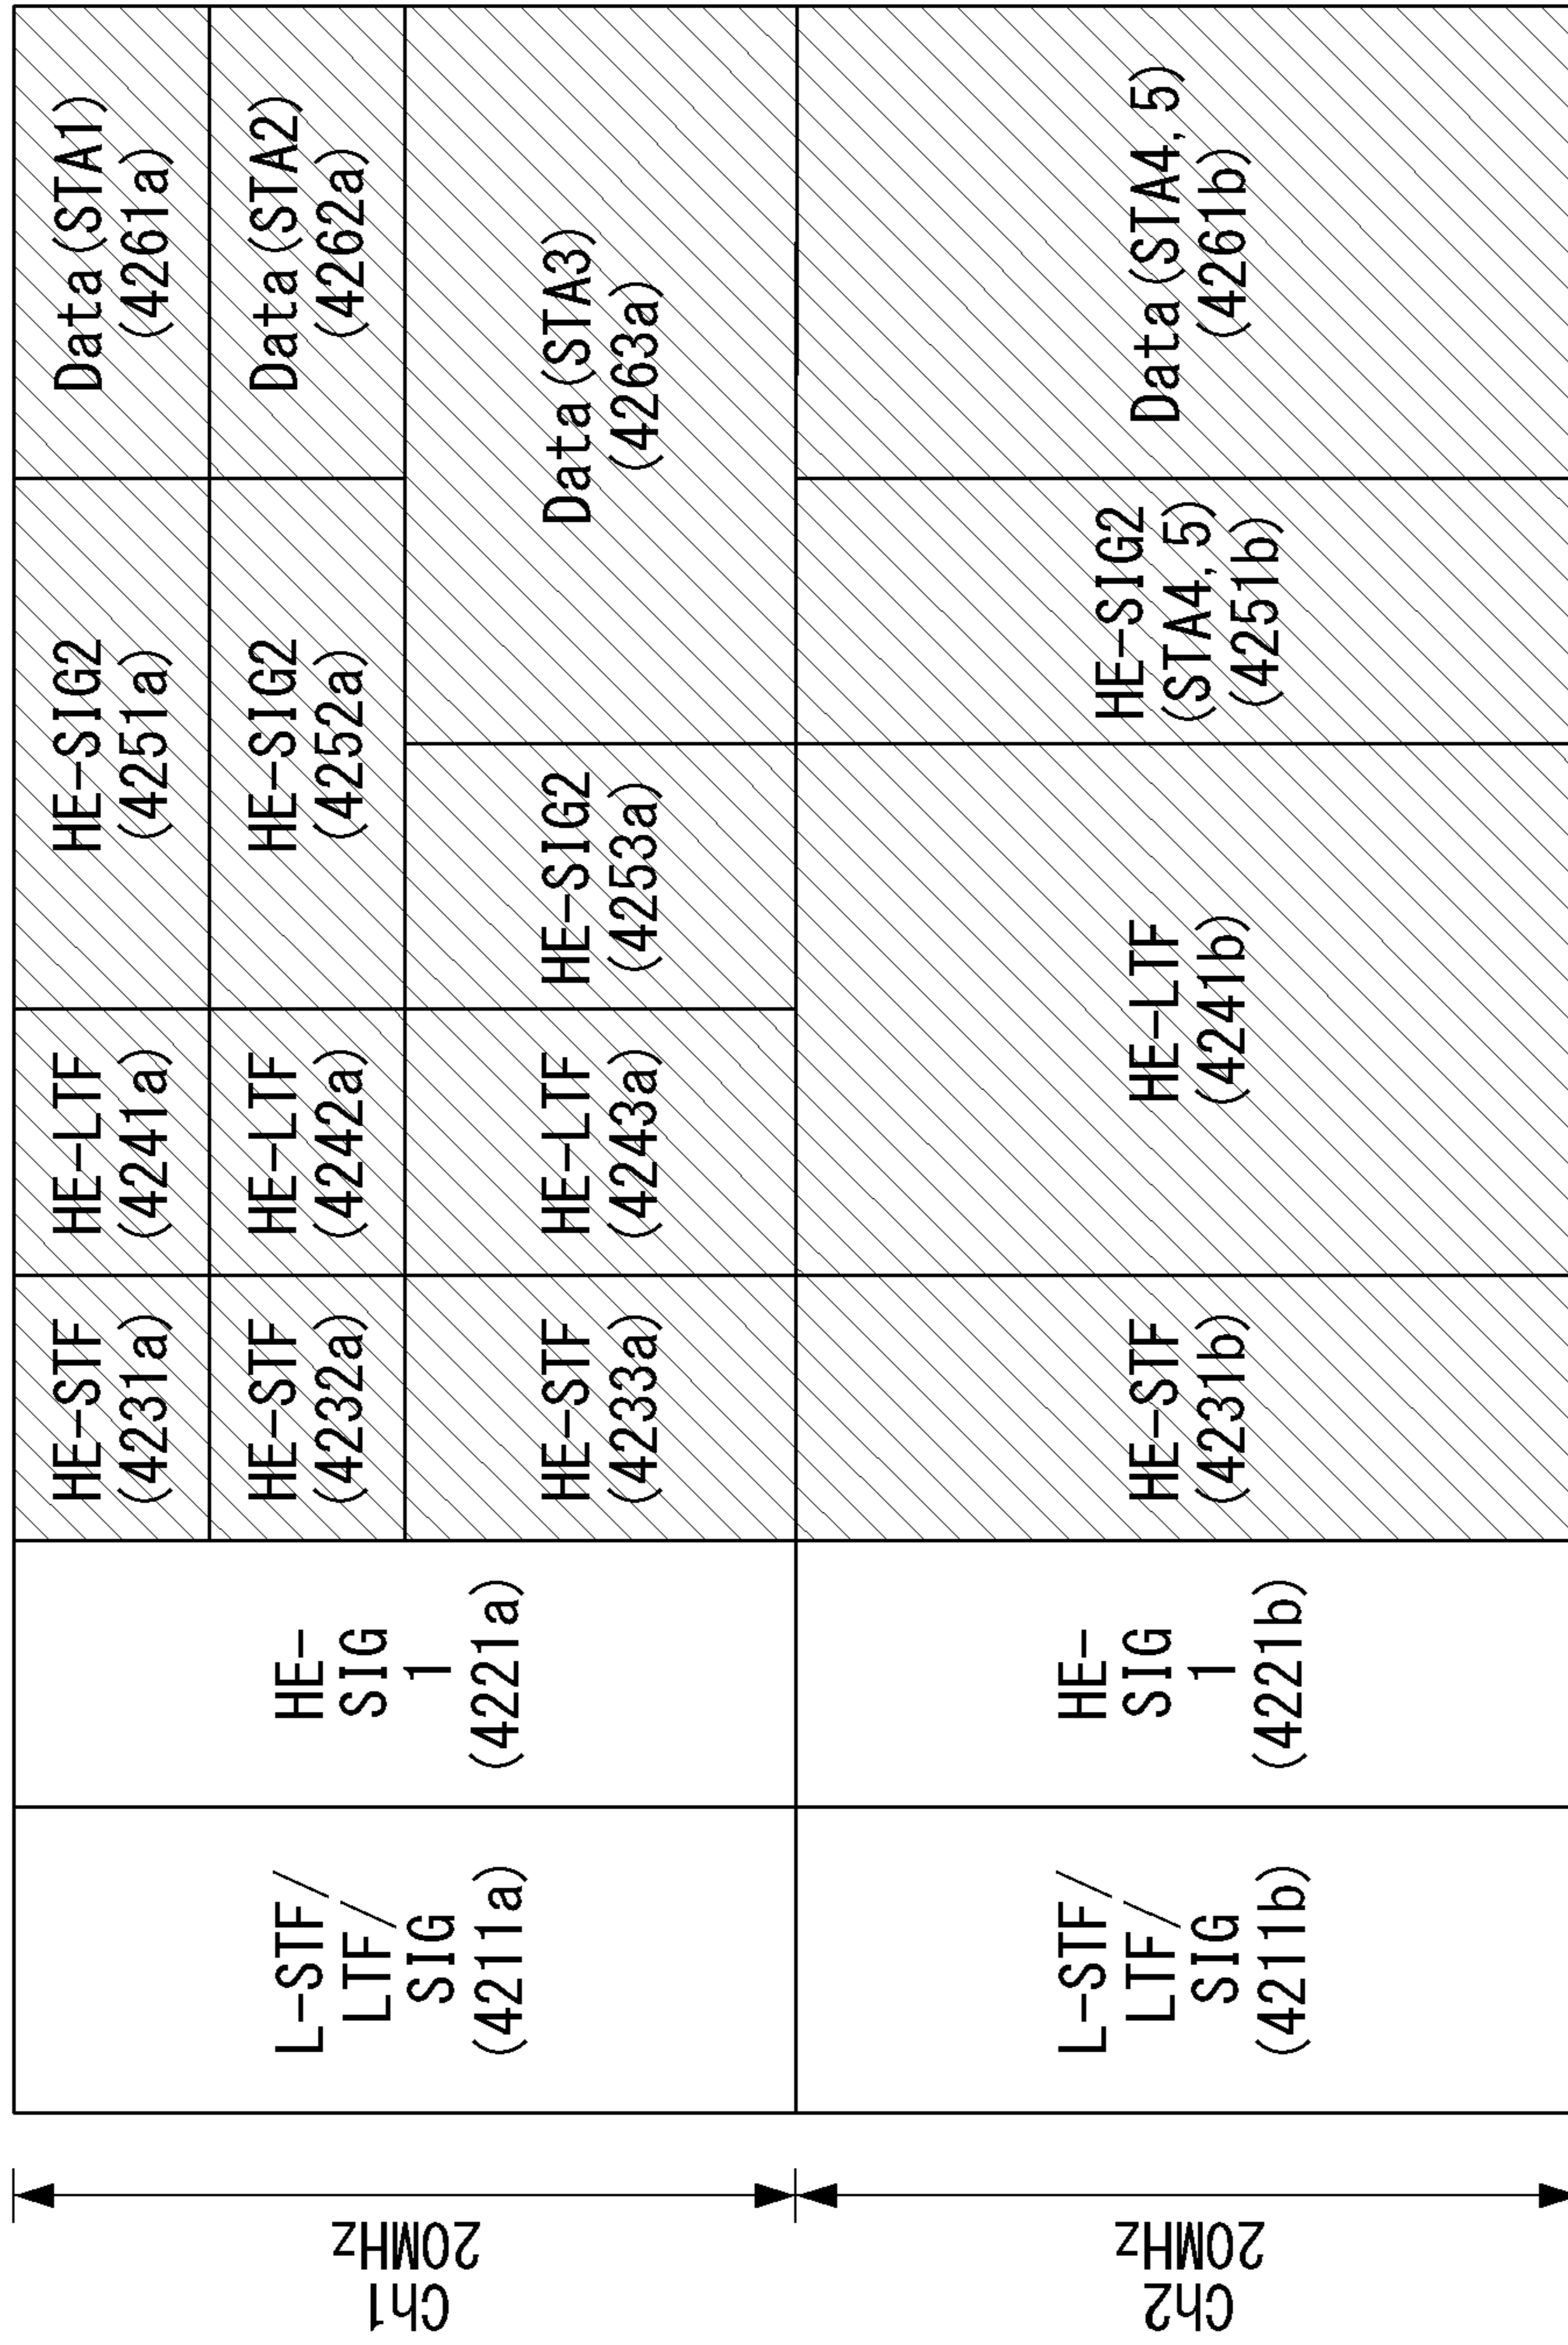 Ch1
20MHz
L-STF/
LTF/
SIG
(4211a)
HE-
SIG
1
(4221a)
HE-STF
(4231a)
HE-LTF
(4241a)
HE-SIG2
(4251a)
Data(STA1)
(4261a)
HE-STF
(4232a)
HE-LTF
(4242a)
HE-SIG2
(4252a)
Data(STA2)
(4262a)
HE-STF
(4233a)
HE-LTF
(4243a)
HE-SIG2
(4253a)
Data(STA3)
(4263a)
Ch2
20MHz
L-STF/
LTF/
SIG
(4211b)
HE-
SIG
1
(4221b)
HE-STF
(4231b)
HE-LTF
(4241b)
HE-SIG2
(STA4,5)
(4251b)
Data(STA4,5)
(4261b)